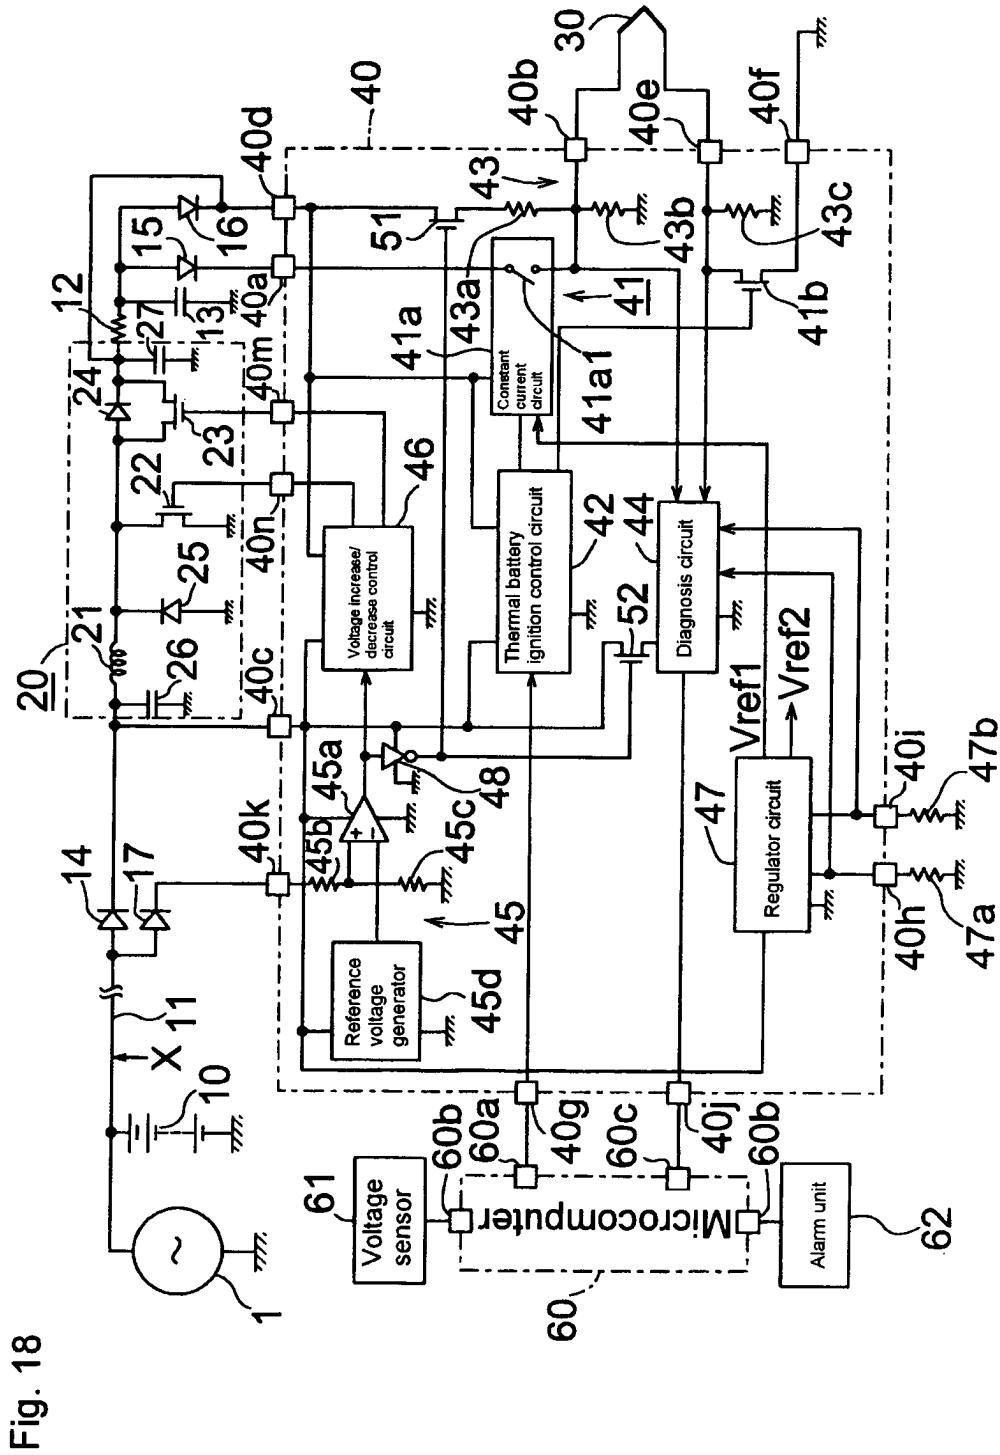 Fig. 18
1
10
X
11
14
17
20
26
21
25
22
23
24
27
12
13
15
16
40k
40c
40n
40m
40a
40d
40
45b
45a
45c
45
48
Reference
voltage
generator
45d
Voltage increase/
decrease control
circuit
46
51
43
43a
43b
43c
41a
Constant
current
circuit
41a1
41
41b
40b
40e
40f
30
Thermal battery
ignition control circuit
42
44
52
Diagnosis circuit
Vref1
Vref2
47
Regulator circuit
40h
40i
47a
47b
61
Voltage
sensor
60b
60a
40g
60c
40j
60b
Microcomputer
60
Alarm unit
62